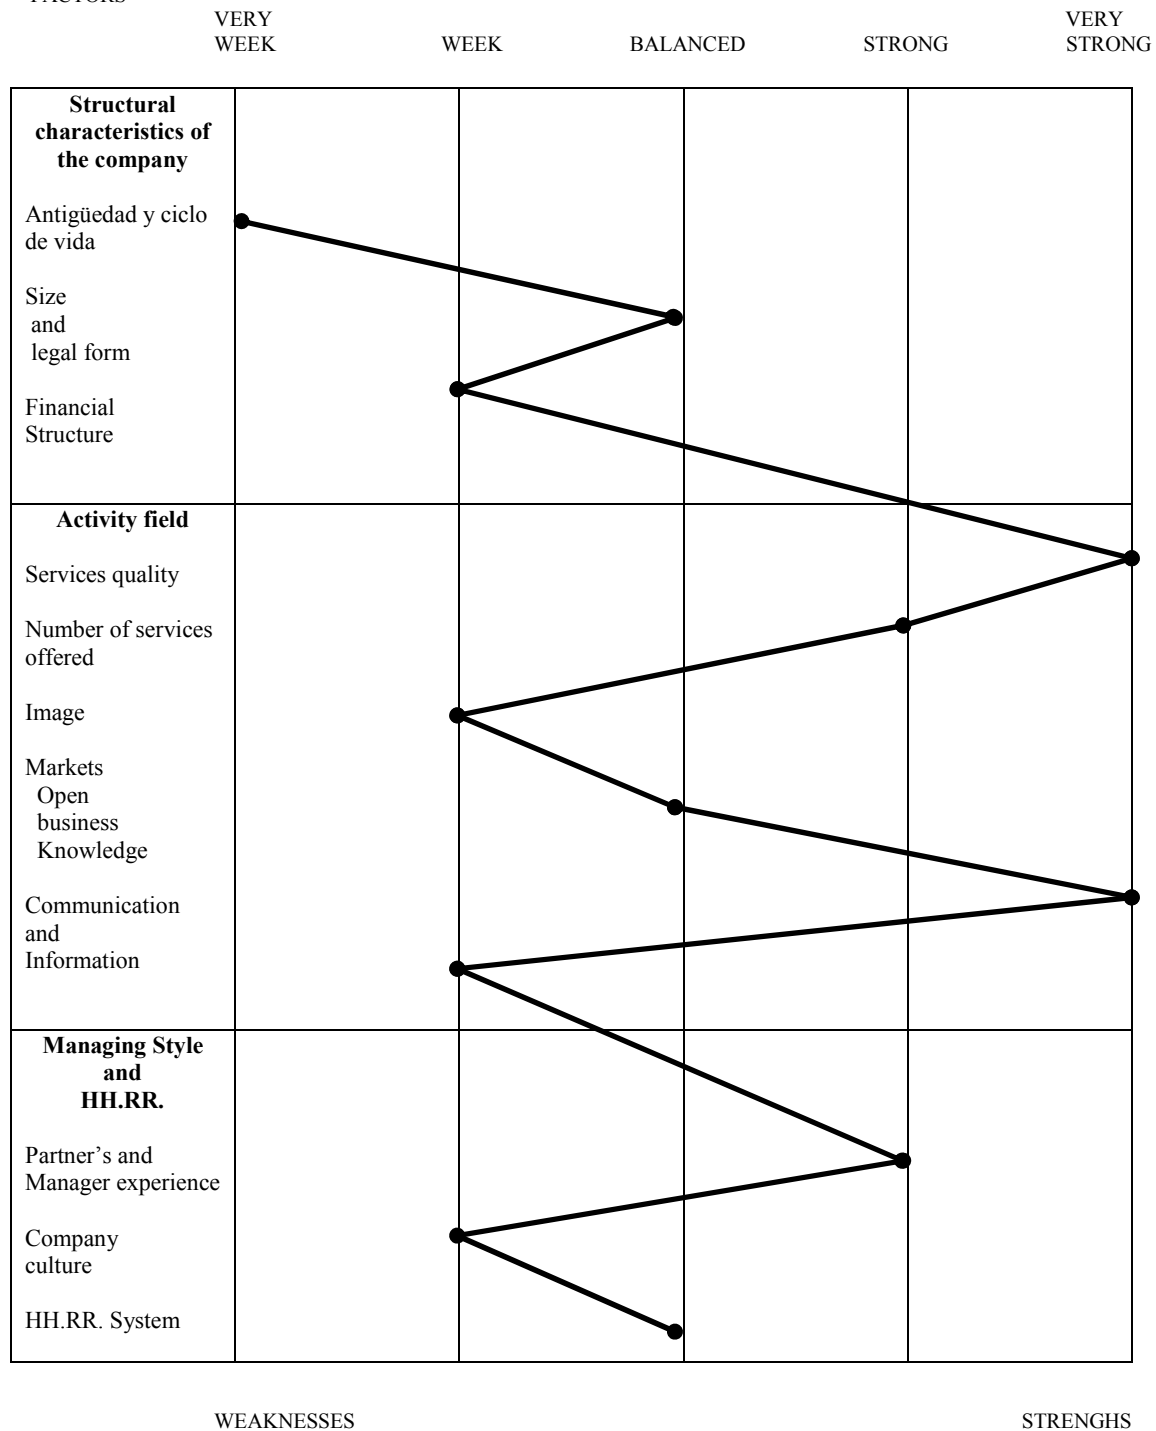 FACTORS
VERY
WEEK
WEEK
BALANCED
STRONG
VERY
STRONG
Structural
characteristics of
the company
Antigüedad y ciclo
de vida
Size
and
legal form
Financial
Structure
Activity field
Services quality
Number of services
offered
Image
Markets
Open
business
Knowledge
Communication
and
Information
Managing Style
and
HH.RR.
Partner’s and
Manager experience
Company
culture
HH.RR. System
WEAKNESSES
STRENGHS